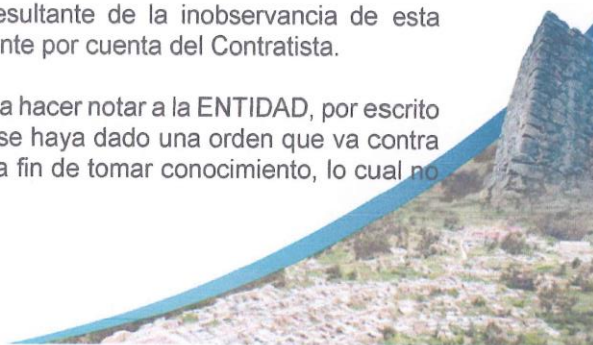 esultante de la inobservancia de esta
nte por cuenta del Contratista.
a hacer notar a la ENTIDAD, por escrito
se haya dado una orden que va contra
a fin de tomar conocimiento, lo cual no